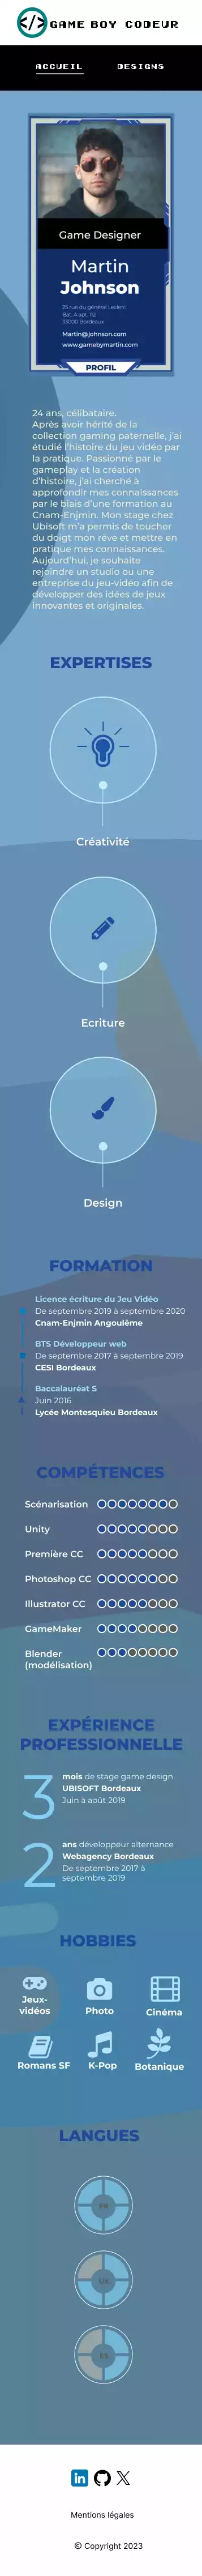 GAME BOY CODEUR
ACCUEIL DESIGNS
Game Designer
Martin
Johnson
25 rue du général Leclerc
Bat. A apt. 112
33000 Bordeaux
Martin@johnson.com
www.gamebymartin.com
PROFIL
24 ans, célibataire.
Après avoir hérité de la
collection gaming paternelle, j'ai
étudié l'histoire du jeu vidéo par
la pratique. Passionné par le
gameplay et la création
d'histoire, j'ai cherché à
approfondir mes connaissances
par le biais d'une formation au
Cnam-Enjmin. Mon stage chez
Ubisoft m'a permis de toucher
du doigt mon rêve et mettre en
pratique mes connaissances.
Aujourd'hui, je souhaite
rejoindre un studio ou une
entreprise du jeu-vidéo afin de
développer des idées de jeux
innovantes et originales.
EXPERTISES
Créativité
Ecriture
Design
FORMATION
Licence écriture du Jeu Vidéo
De septembre 2019 à septembre 2020
Cnam-Enjmin Angoulême
BTS Développeur web
De septembre 2017 à septembre 2019
CESI Bordeaux
Baccalauréat S
Juin 2016
Lycée Montesquieu Bordeaux
COMPÉTENCES
Scénarisation
Unity
Première CC
Photoshop CC
Illustrator CC
GameMaker
Blender
(modélisation)
EXPÉRIENCE
PROFESSIONNELLE
3 mois de stage game design
UBISOFT Bordeaux
Juin à août 2019
2 ans développeur alternance
Webagency Bordeaux
De septembre 2017 à
septembre 2019
HOBBIES
Jeux-
vidéos
Photo
Cinéma
Romans SF
K-Pop
Botanique
LANGUES
FR
UK
ES
Mentions légales
© Copyright 2023